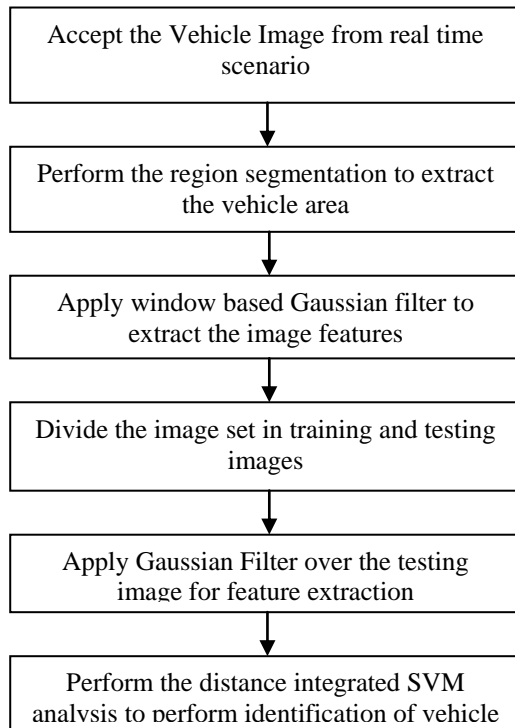 Accept the Vehicle Image from real time
scenario
Perform the region segmentation to extract
the vehicle area
Apply window based Gaussian filter to
extract the image features
Divide the image set in training and testing
images
Apply Gaussian Filter over the testing
image for feature extraction
Perform the distance integrated SVM
analysis to perform identification of vehicle